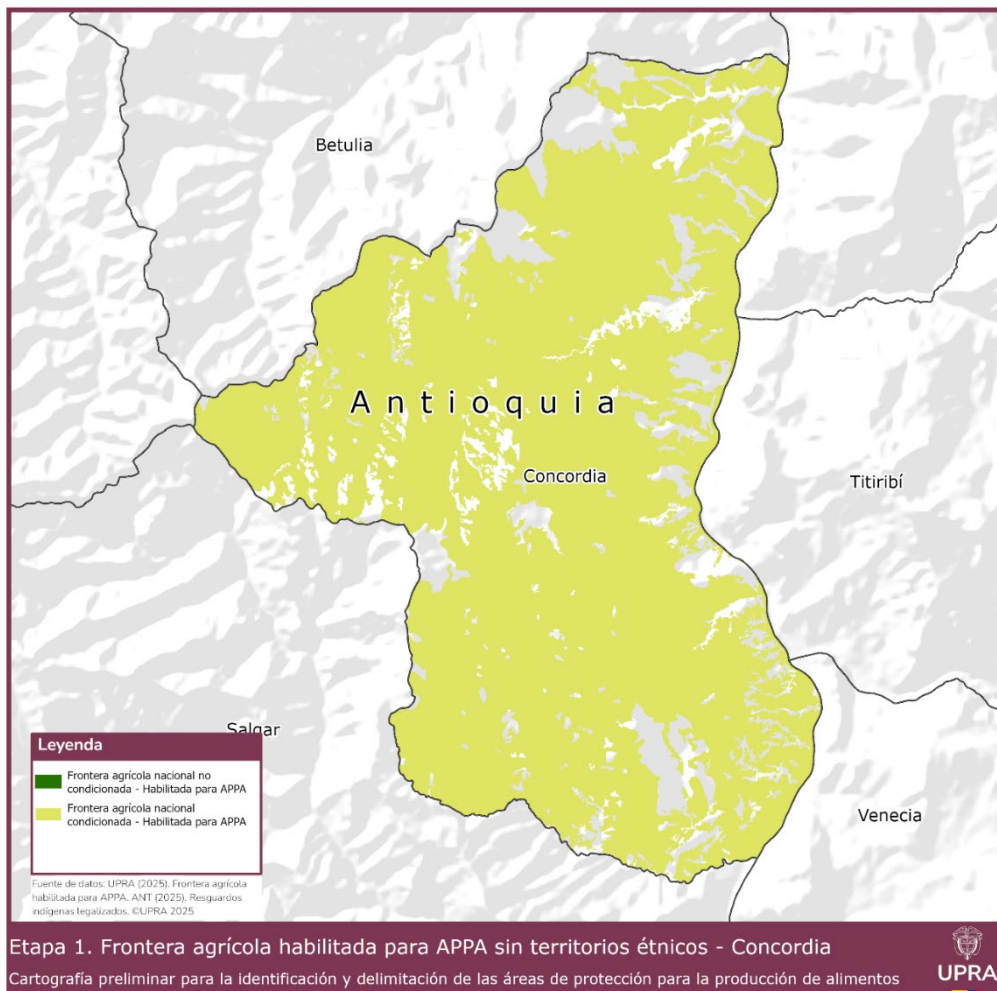 Betulia
Antioquia
Concordia
Titiribí
Salgar
Venecia
Leyenda
Frontera agrícola nacional no
condicionada - Habilitada para APPA
Frontera agrícola nacional
condicionada - Habilitada para APPA
Fuente de datos: UPRA (2025). Frontera agrícola
habilitada para APPA. ANT (2025). Resguardos
indígenas legalizados. ©UPRA 2025
Etapa 1. Frontera agrícola habilitada para APPA sin territorios étnicos - Concordia
Cartografía preliminar para la identificación y delimitación de las áreas de protección para la producción de alimentos
UPRA